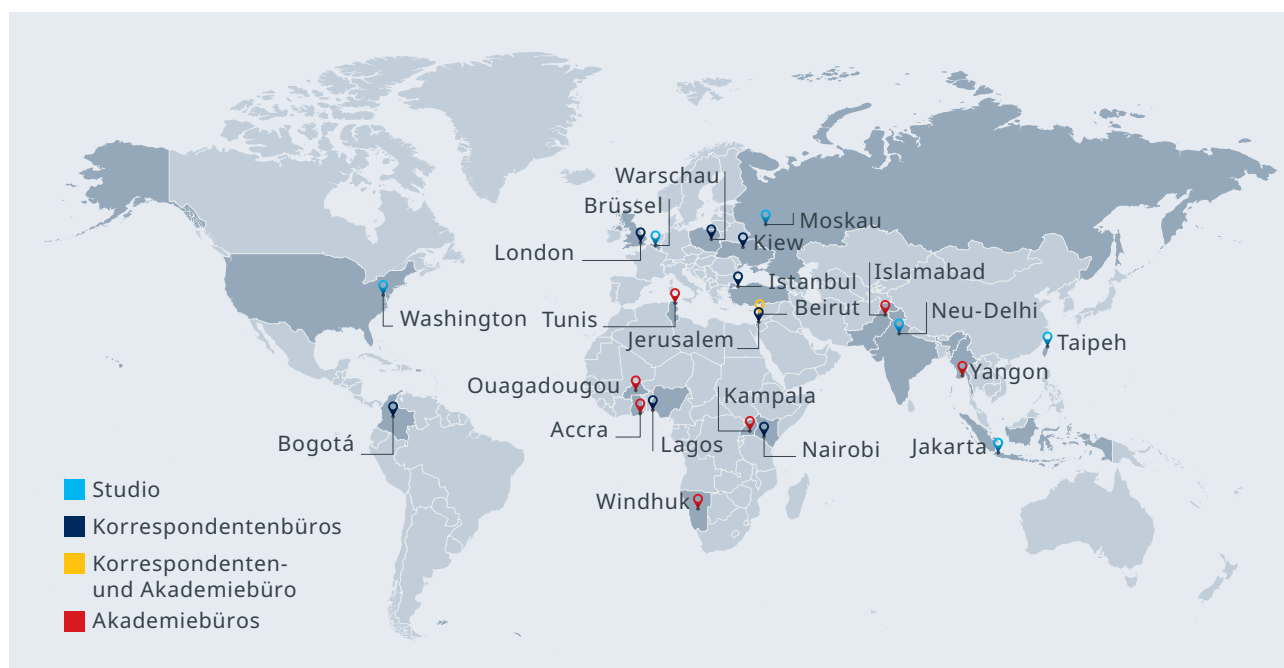 Warschau
Brüssel
Moskau
London
Kiew
Islamabad
Istanbul
Washington
Tunis
Beirut
Neu-Delhi
Jerusalem
Taipeh
Yangon
Ouagadougou
Kampala
Accra
Lagos
Bogotá
Nairobi
Jakarta
Windhuk
Studio
Korrespondentenbüros
Korrespondenten-
und Akademiebüro
Akademiebüros